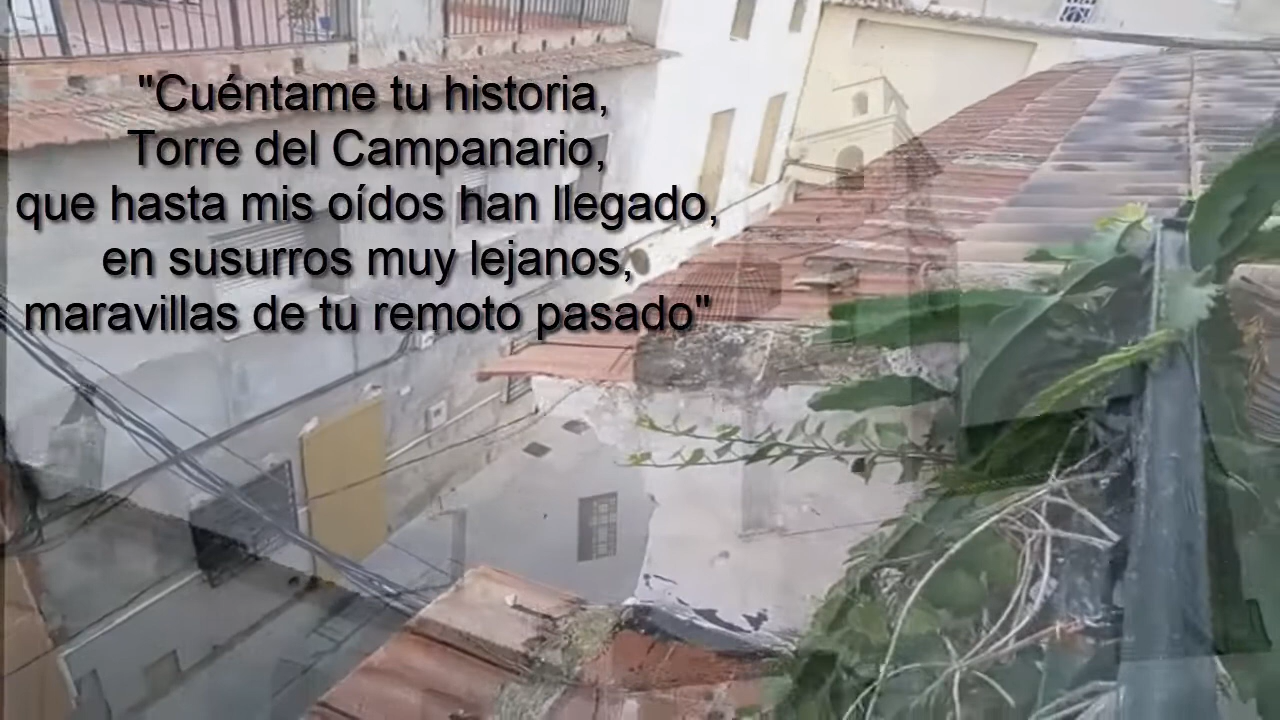 "Cuéntame tu historia,
Torre del Campanario,
que hasta mis oídos han llegado,
en susurros muy lejanos,
maravillas de tu remoto pasado"